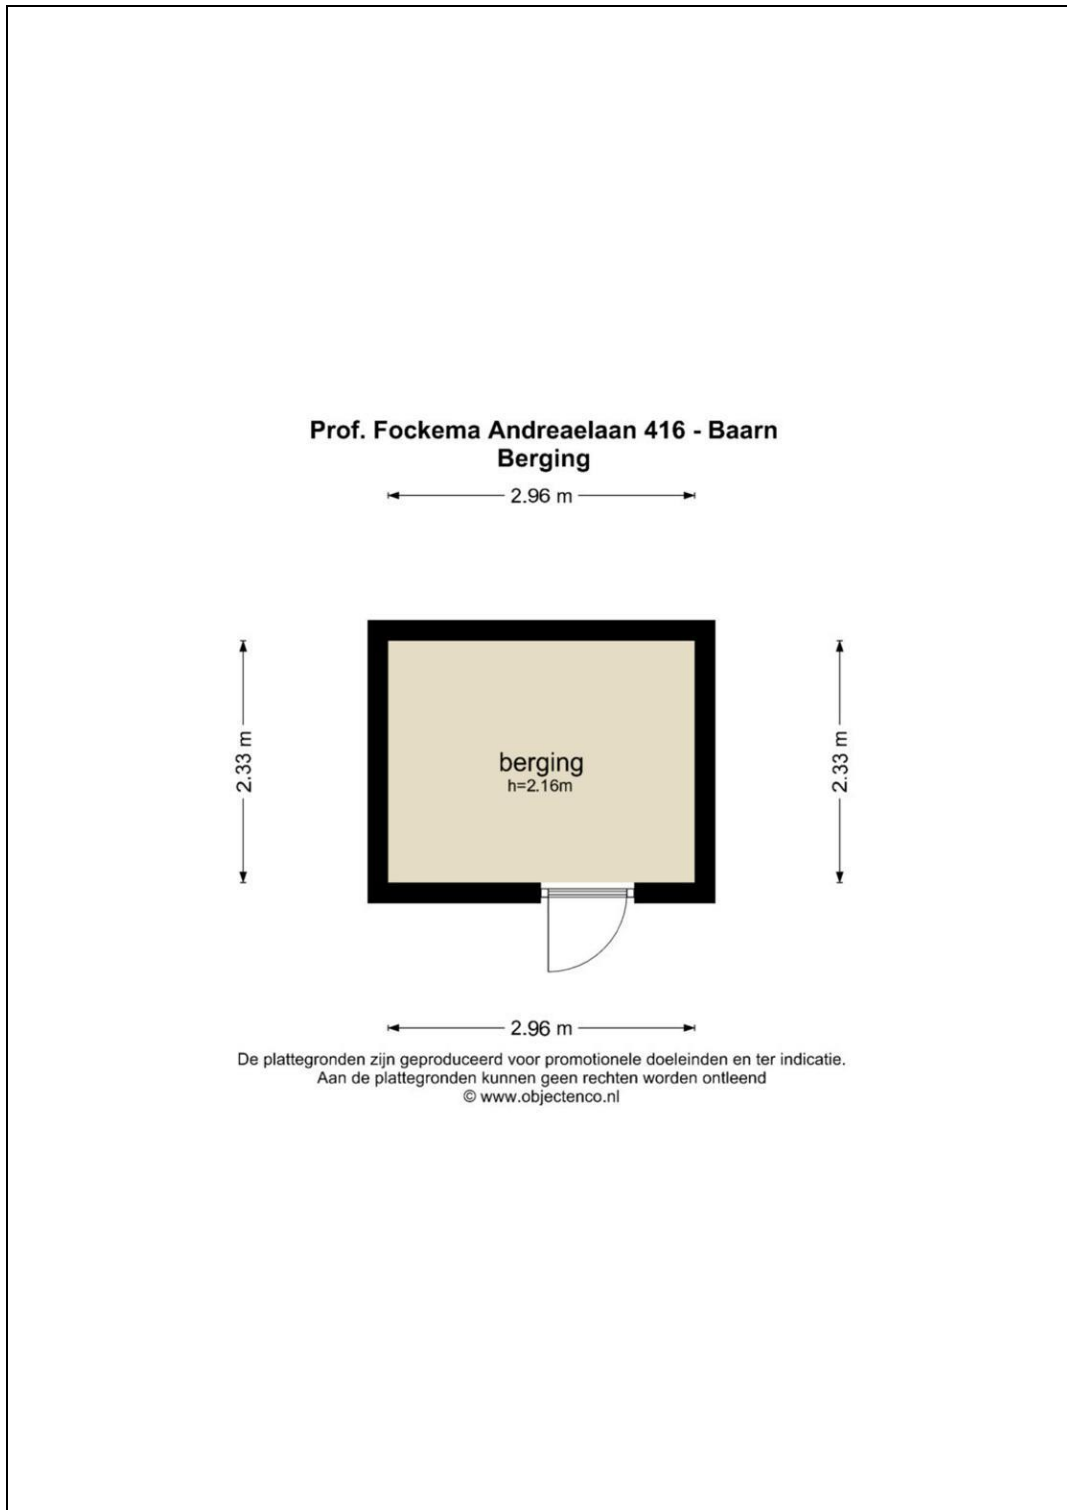 Prof. Fockema Andreaelaan 416 - Baarn
Berging
2.96 m
2.33 m
2.33 m
berging
h=2.16m
2.96 m
De plattegronden zijn geproduceerd voor promotionele doeleinden en ter indicatie.
Aan de plattegronden kunnen geen rechten worden ontleend
© www.objectenco.nl